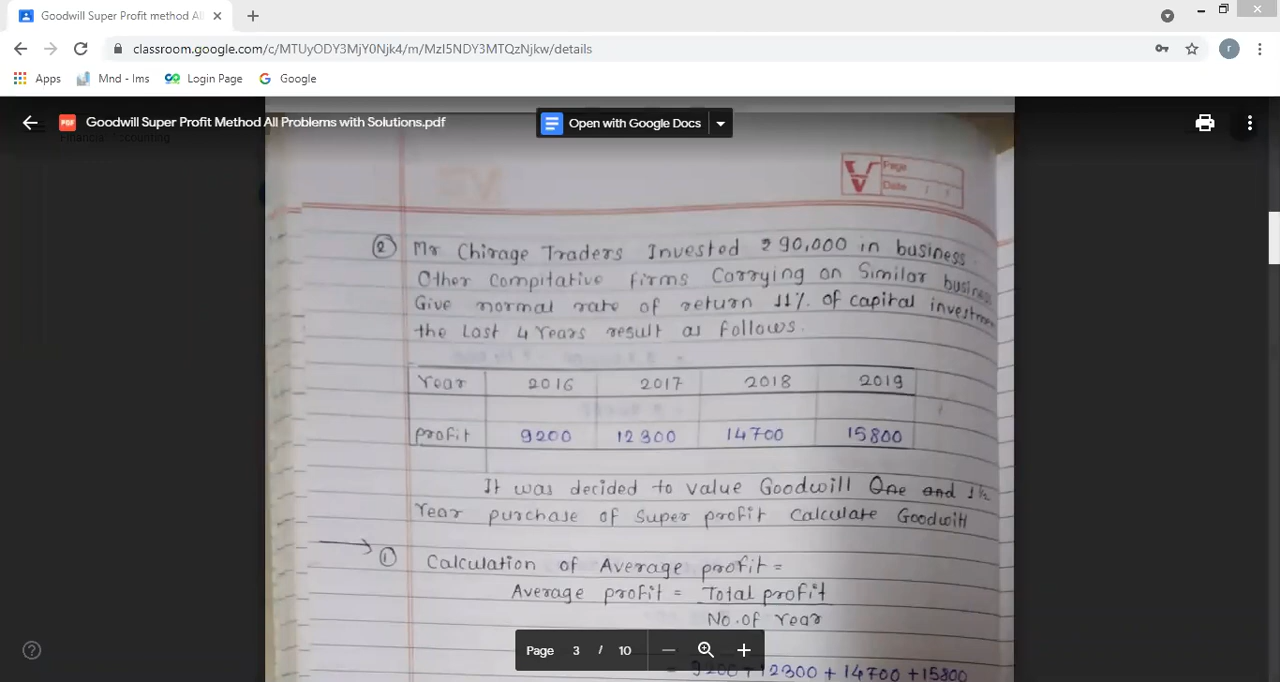 Goodwill Super Profit method All
classroom.google.com/c/MTUyODY3MjY0Njk4/m/MzI5NDY3MTQzNjkw/details
r
Apps Mnd - Ims Login Page Google
PDF Goodwill Super Profit Method All Problems with Solutions.pdf Open with Google Docs
Page
Date / /
② Mr Chirage Traders Invested ₹ 90,000 in business.
Other Compitative firms Carrying on Similar business
Give normal rate of return 11% of capital investmen
the Last 4 Years result as follows.
Year 2016 2017 2018 2019
profit 9200 12300 14700 15800
It was decided to value Goodwill One and 1½
Year purchase of Super profit Calculate Goodwill
① Calculation of Average profit =
Average profit = Total profit
No. of Year
Page 3 / 10
= 9200 + 12300 + 14700 + 15800